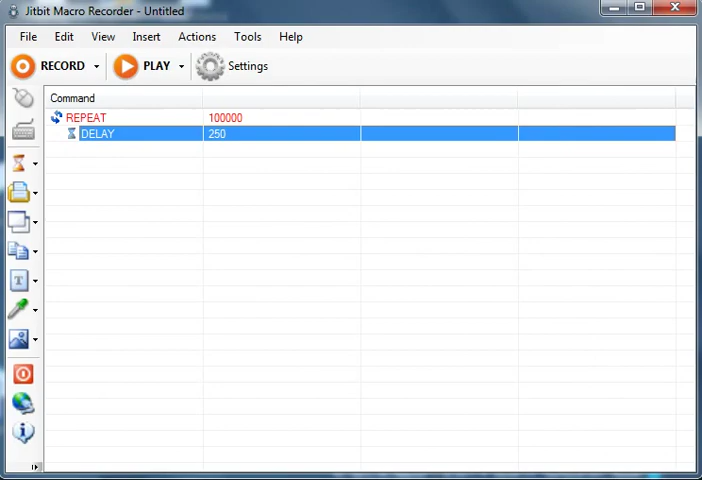 Jitbit Macro Recorder - Untitled
File Edit View Insert Actions Tools Help
RECORD PLAY Settings
Command
REPEAT 100000
DELAY 250
T
i